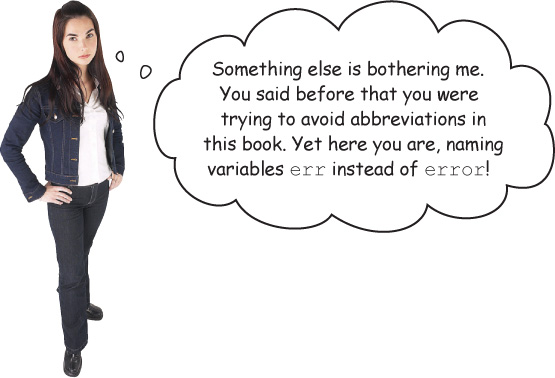 Something else is bothering me.
You said before that you were
trying to avoid abbreviations in
this book. Yet here you are, naming
variables err instead of error!